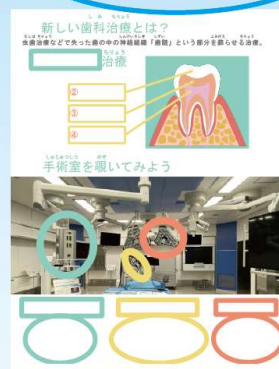 新しい歯科治療とは？
虫歯治療などで失った歯の中の神経組織「歯髄」という部分を蘇らせる治療。
治療
②
③
④
手術室を覗いてみよう